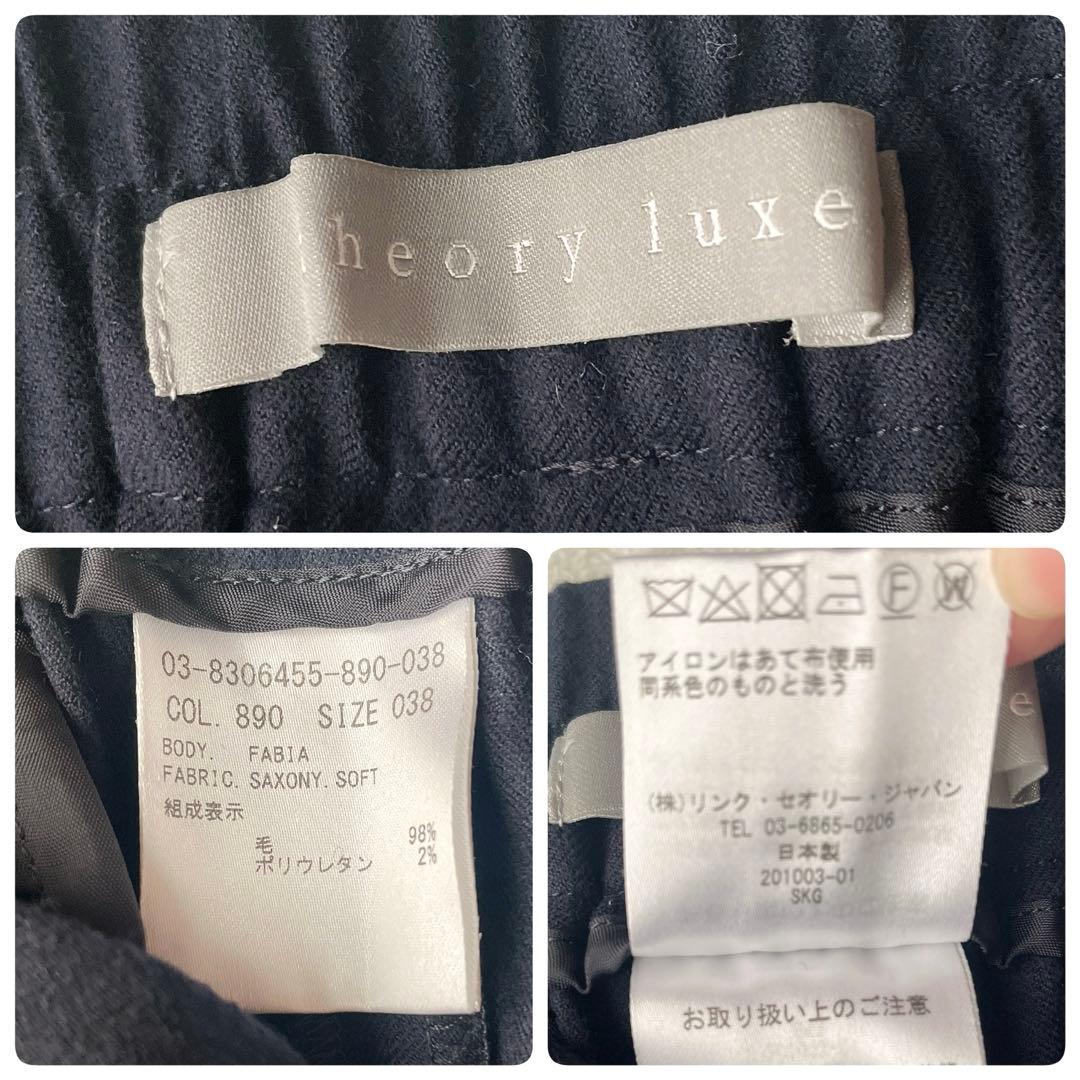 theory luxe
03-8306455-890-038
COL. 890 SIZE 038
BODY. FABIA
FABRIC. SAXONY. SOFT
組成表示
毛 98%
ポリウレタン 2%
F W
アイロンはあて布使用
同系色のものと洗う
e
(株)リンク・セオリー・ジャパン
TEL 03-6865-0206
日本製
201003-01
SKG
お取り扱い上のご注意